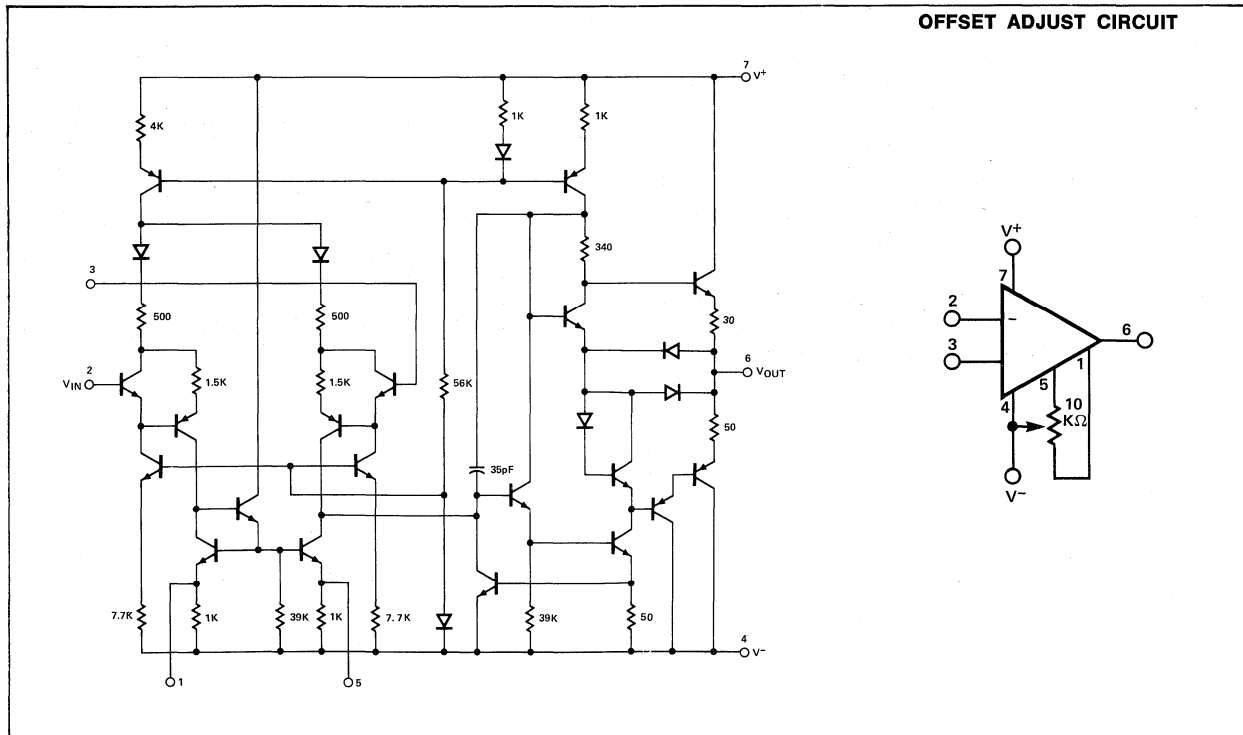 OFFSET ADJUST CIRCUIT
7
V+
4K
1K
1K
340
3
500
500
30
2
VIN
1.5K
1.5K
56K
6
VOUT
50
35pF
7.7K
1K
39K
1K
7.7K
39K
50
4
V-
1
5
V+
7
2
-
3
-
6
1
5
4
10
KΩ
V-